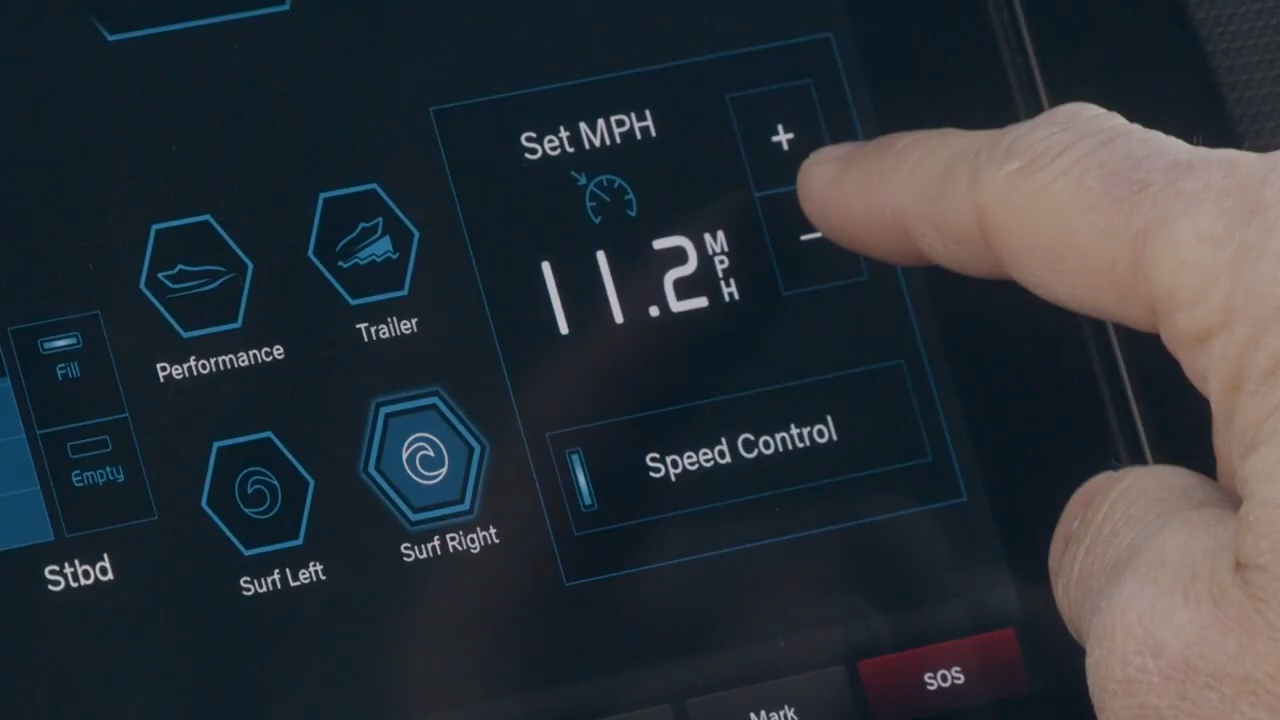 Set MPH
+
11.2 MPH
−
Performance
Trailer
Fill
Empty
Speed Control
Stbd
Surf Left
Surf Right
Mark
SOS